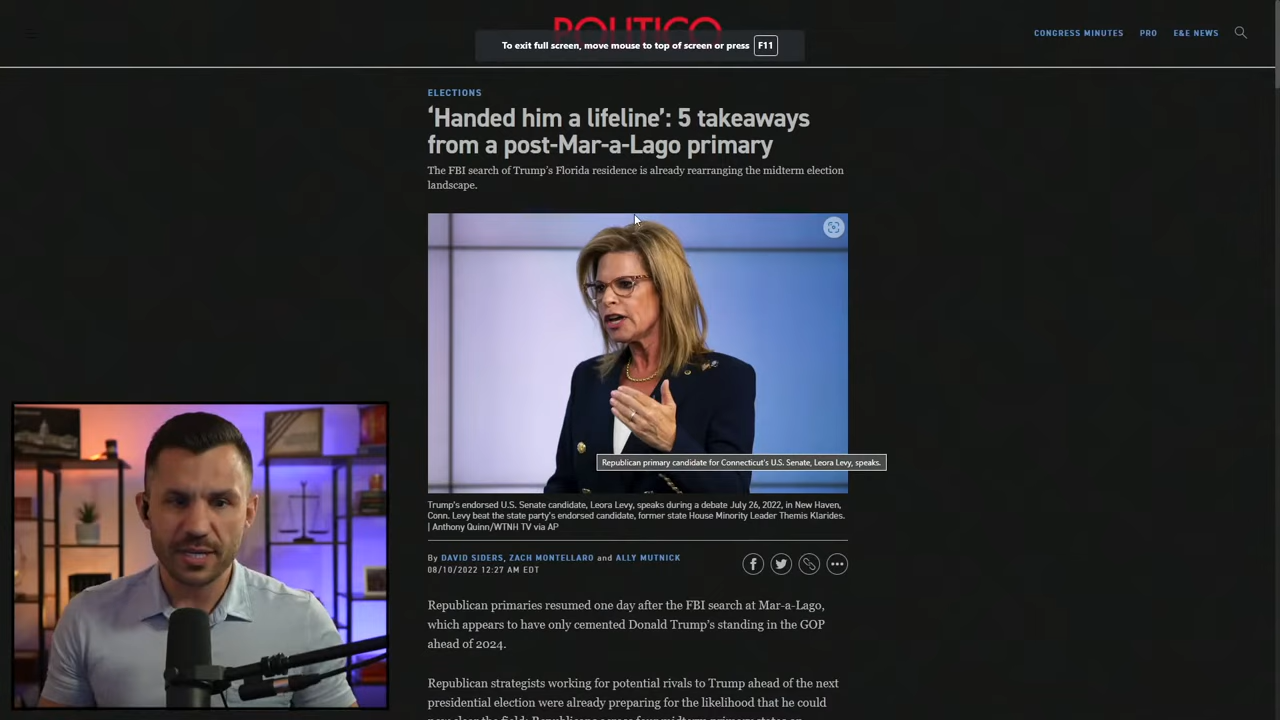 POLITICO
To exit full screen, move mouse to top of screen or press F11
CONGRESS MINUTES PRO E&E NEWS
ELECTIONS
‘Handed him a lifeline’: 5 takeaways
from a post-Mar-a-Lago primary
The FBI search of Trump’s Florida residence is already rearranging the midterm election
landscape.
Republican primary candidate for Connecticut's U.S. Senate, Leora Levy, speaks.
Trump's endorsed U.S. Senate candidate, Leora Levy, speaks during a debate July 26, 2022, in New Haven,
Conn. Levy beat the state party's endorsed candidate, former state House Minority Leader Themis Klarides.
| Anthony Quinn/WTNH TV via AP
By DAVID SIDERS, ZACH MONTELLARO and ALLY MUTNICK
08/10/2022 12:27 AM EDT
Republican primaries resumed one day after the FBI search at Mar-a-Lago,
which appears to have only cemented Donald Trump’s standing in the GOP
ahead of 2024.
Republican strategists working for potential rivals to Trump ahead of the next
presidential election were already preparing for the likelihood that he could